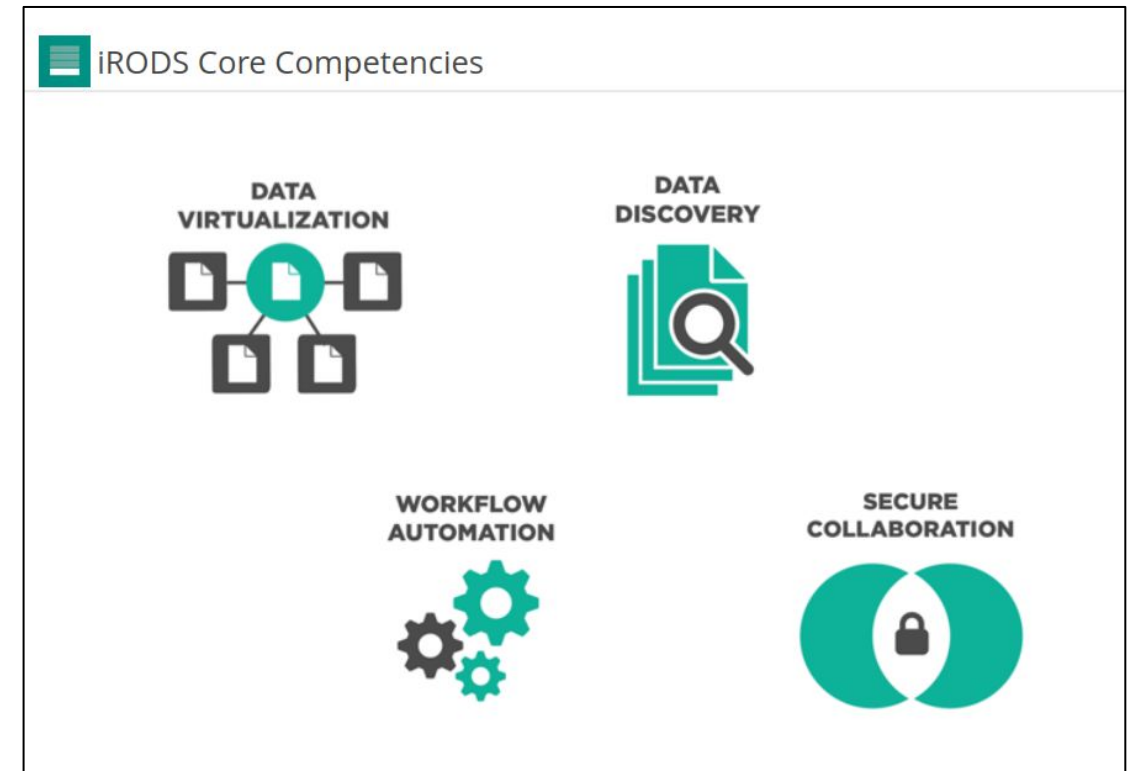 iRODS Core Competencies
DATA
VIRTUALIZATION
DATA
DISCOVERY
WORKFLOW
AUTOMATION
SECURE
COLLABORATION